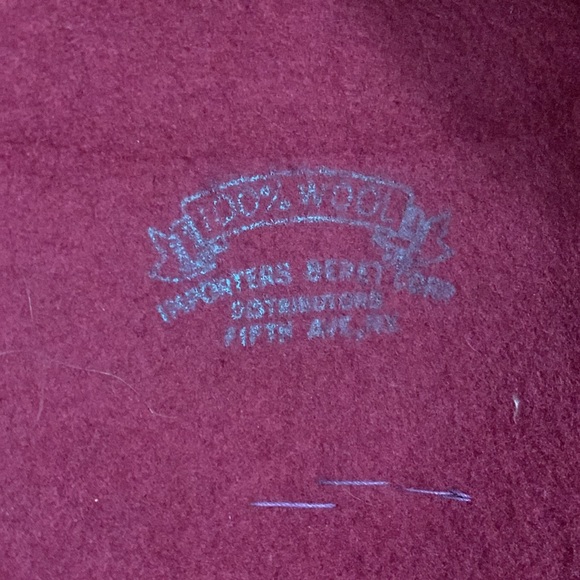 100% WOOL
IMPORTERS BERET CORP
DISTRIBUTORS
FIFTH AVE., NY